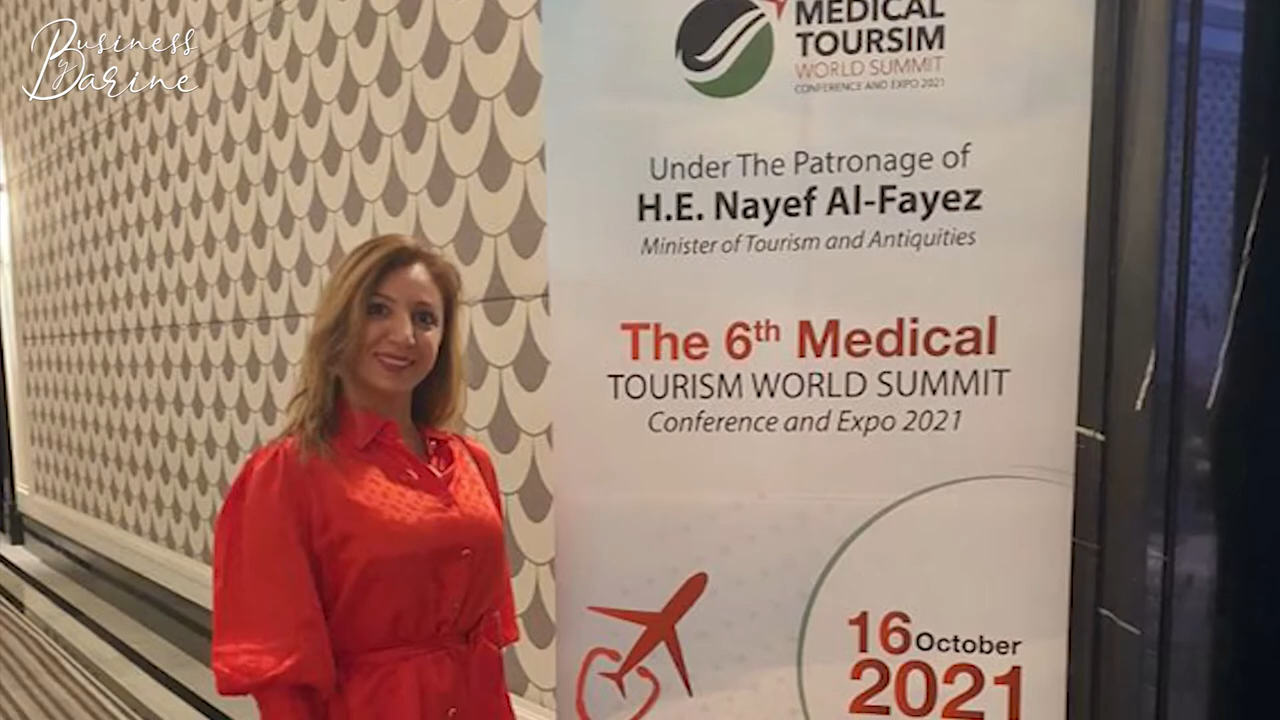 Business
by
Darine
MEDICAL
TOURSIM
WORLD SUMMIT
CONFERENCE AND EXPO 2021
Under The Patronage of
H.E. Nayef Al-Fayez
Minister of Tourism and Antiquities
The 6th Medical
TOURISM WORLD SUMMIT
Conference and Expo 2021
16 October
2021